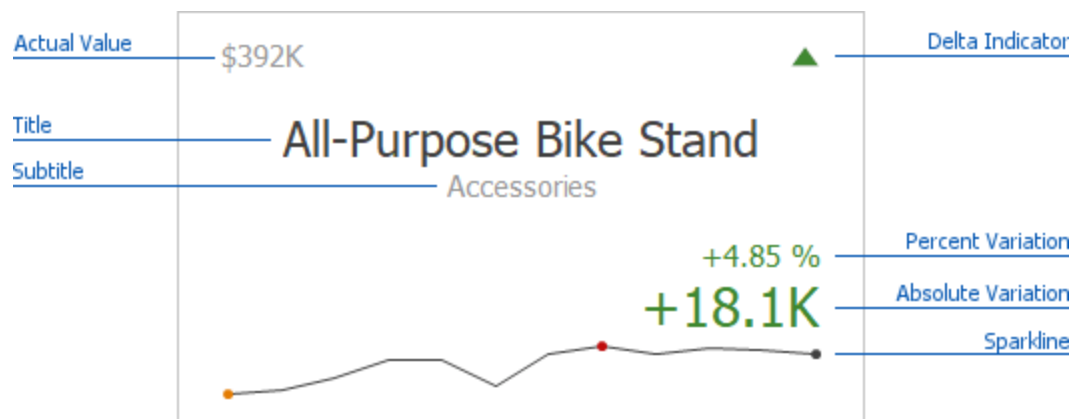 Actual Value
$392K
Delta Indicator
Title
All-Purpose Bike Stand
Subtitle
Accessories
+4.85 %
Percent Variation
+18.1K
Absolute Variation
Sparkline